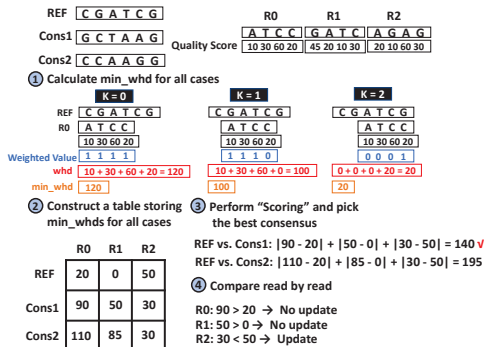 REF C G A T C G
Cons1 G C T A A G
Cons2 C C A A G G
R0 R1 R2
A T C C G A T C A G A G
Quality Score 10 30 60 20 45 20 10 30 20 10 60 30
1 Calculate min_whd for all cases
K = 0 K = 1 K = 2
REF C G A T C G C G A T C G C G A T C G
R0 A T C C A T C C A T C C
10 30 60 20 10 30 60 20 10 30 60 20
Weighted Value 1 1 1 1 1 1 1 0 0 0 0 1
whd 10 + 30 + 60 + 20 = 120 10 + 30 + 60 + 0 = 100 0 + 0 + 0 + 20 = 20
min_whd 120 100 20
2 Construct a table storing
min_whds for all cases
R0 R1 R2
REF 20 0 50
Cons1 90 50 30
Cons2 110 85 30
3 Perform “Scoring” and pick
the best consensus
REF vs. Cons1: |90 - 20| + |50 - 0| + |30 - 50| = 140 √
REF vs. Cons2: |110 - 20| + |85 - 0| + |30 - 50| = 195
4 Compare read by read
R0: 90 > 20 → No update
R1: 50 > 0 → No update
R2: 30 < 50 → Update